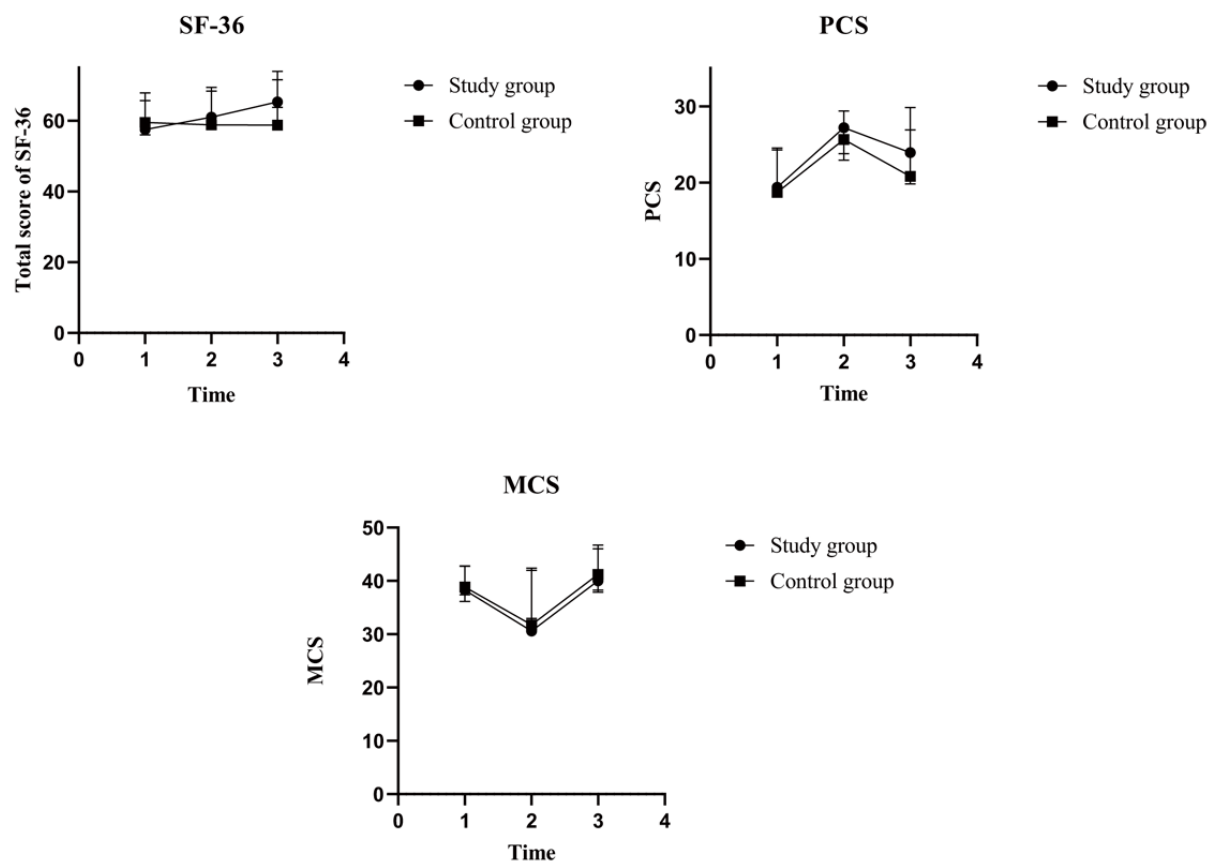 SF-36
Total score of SF-36
60
40
20
0
0 1 2 3 4
Time
Study group
Control group
PCS
PCS
30
20
10
0
0 1 2 3 4
Time
Study group
Control group
MCS
MCS
50
40
30
20
10
0
0 1 2 3 4
Time
Study group
Control group